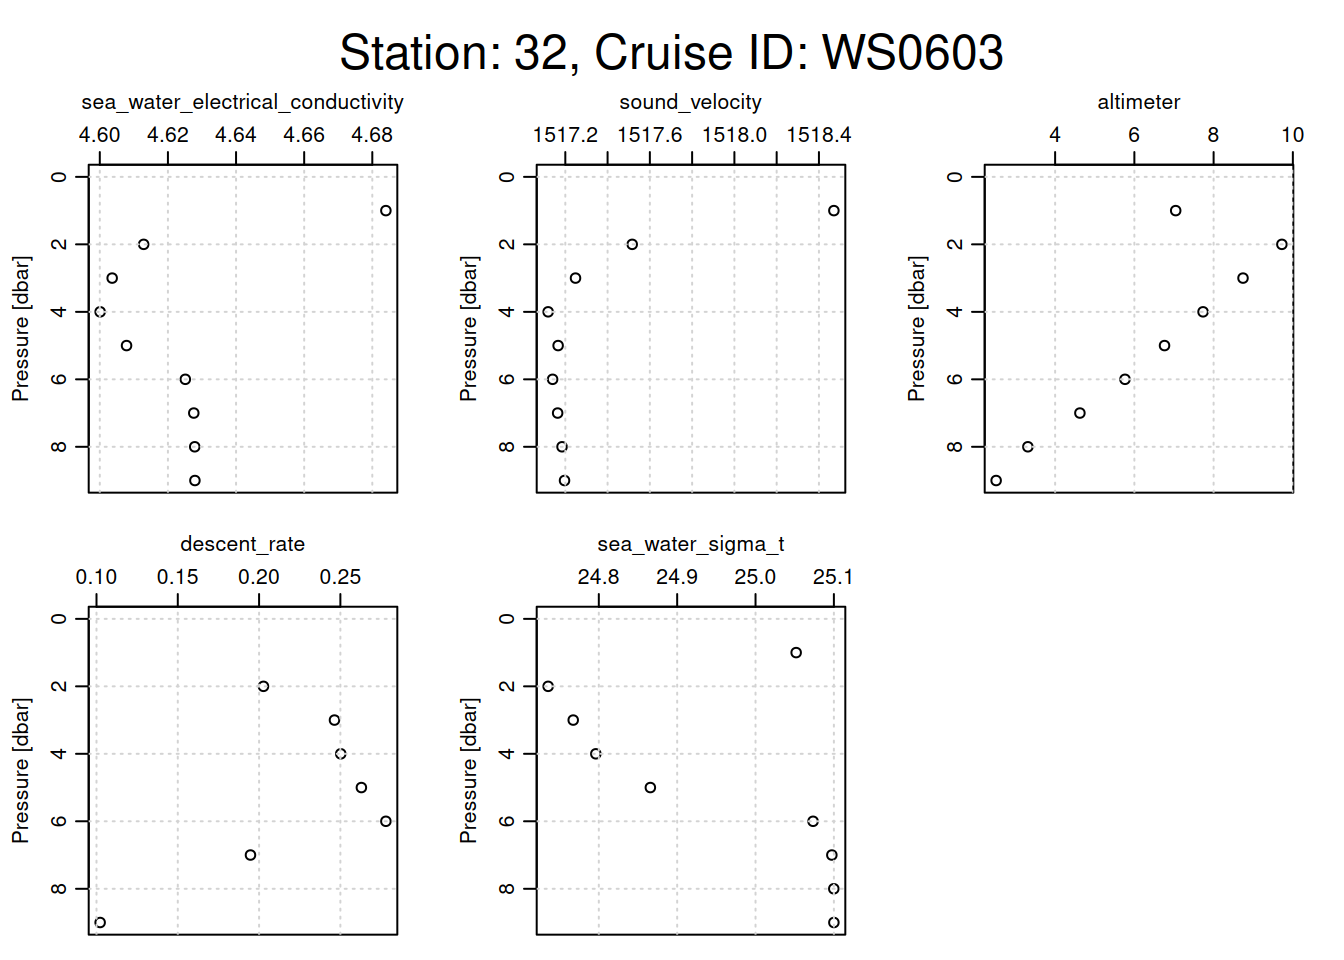 Station: 32, Cruise ID: WS0603
sea_water_electrical_conductivity
4.60 4.62 4.64 4.66 4.68
Pressure [dbar]
0 2 4 6 8
sound_velocity
1517.2 1517.6 1518.0 1518.4
Pressure [dbar]
0 2 4 6 8
altimeter
4 6 8 10
Pressure [dbar]
0 2 4 6 8
descent_rate
0.10 0.15 0.20 0.25
Pressure [dbar]
0 2 4 6 8
sea_water_sigma_t
24.8 24.9 25.0 25.1
Pressure [dbar]
0 2 4 6 8